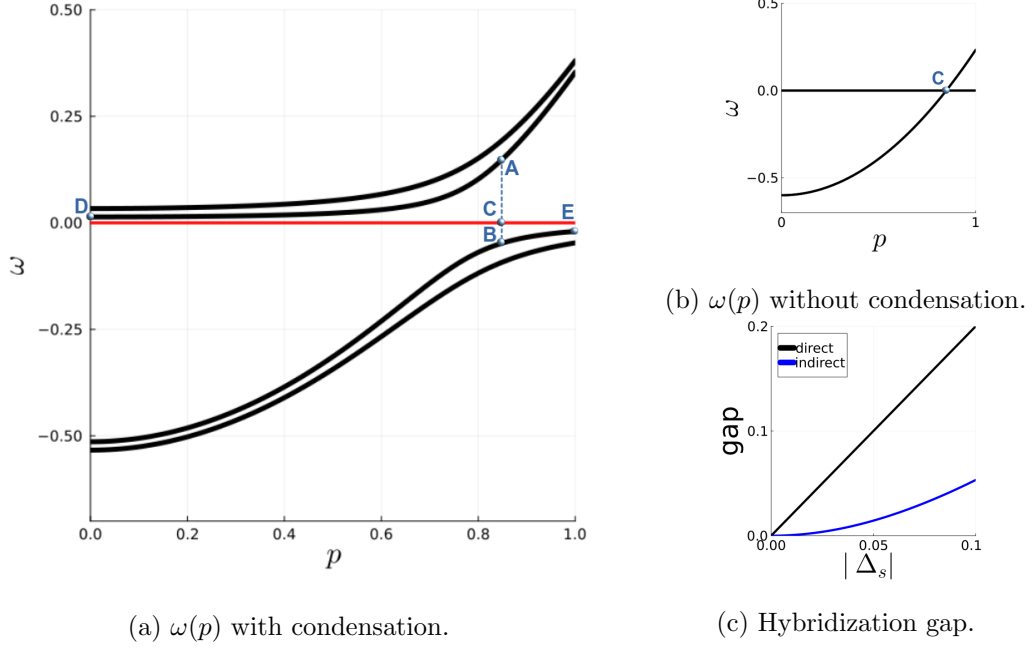 0.50
0.25
0.00
−0.25
−0.50
ω
D
A
C
B
E
0.0 0.2 0.4 0.6 0.8 1.0
p
(a) ω(p) with condensation.
0.5
0.0
−0.5
ω
C
0 1
p
(b) ω(p) without condensation.
0.2
0.1
0.0
gap
direct
indirect
0.00 0.05 0.1
| Δs|
(c) Hybridization gap.